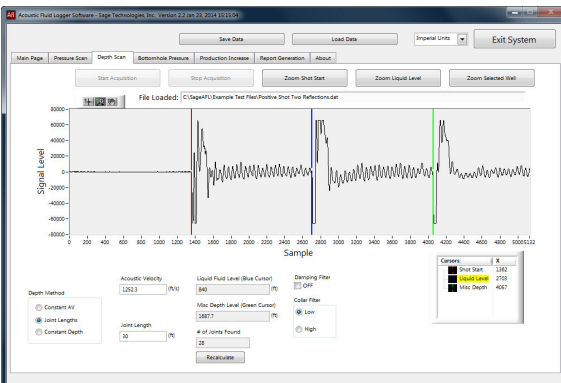 Acoustic Fluid Logger Software - Sage Technologies, Inc. Version 2.2 Jan 23, 2014 15:15:04
Save Data Load Data Imperial Units Exit System
Main Page Pressure Scan Depth Scan Bottomhole Pressure Production Increase Report Generation About
Start Acquisition Stop Acquisition Zoom Shot Start Zoom Liquid Level Zoom Selected Well
File Loaded: C:\SageAFL\Example Test Files\Positive Shot Two Reflections.dat
80000
60000
40000
20000
0
-20000
-40000
-60000
-80000
Signal Level
0 200 400 600 800 1000 1200 1400 1600 1800 2000 2200 2400 2600 2800 3000 3200 3400 3600 3800 4000 4200 4400 4600 4800 5000 5132
Sample
Cursors: X
Shot Start 1362
Liquid Level 2703
Misc Depth 4057
Depth Method
Constant AV
Joint Lengths
Constant Depth
Acoustic Velocity
1252.3 (ft/s)
Joint Length
30 (ft)
Liquid Fluid Level (Blue Cursor)
840 (ft)
Misc Depth Level (Green Cursor)
1687.7 (ft)
# of Joints Found
28
Recalculate
Damping Filter
OFF
Collar Filter
Low
High